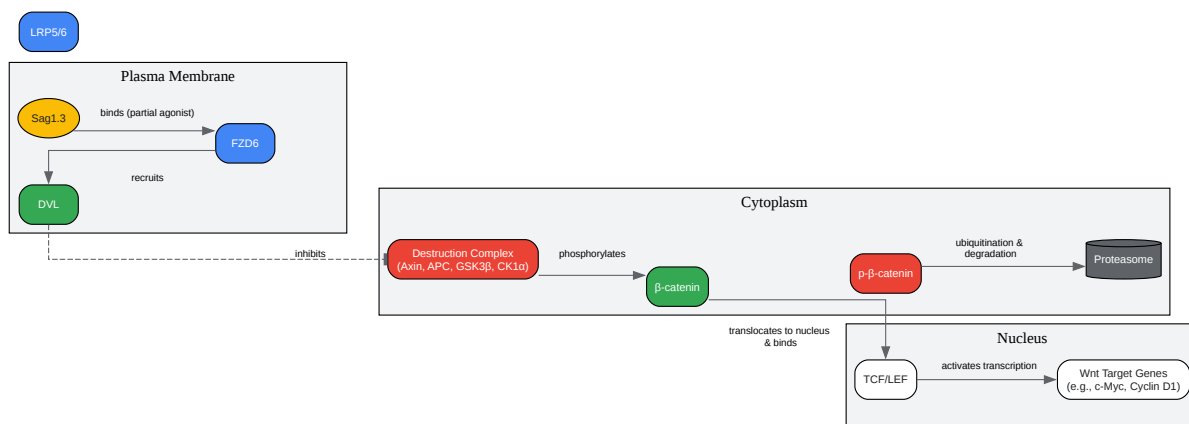 LRP5/6
Plasma Membrane
Sag1.3
binds (partial agonist)
FZD6
recruits
DVL
inhibits
Cytoplasm
Destruction Complex
(Axin, APC, GSK3β, CK1α)
phosphorylates
β-catenin
p-β-catenin
ubiquitination &
degradation
Proteasome
translocates to nucleus
& binds
Nucleus
TCF/LEF
activates transcription
Wnt Target Genes
(e.g., c-Myc, Cyclin D1)